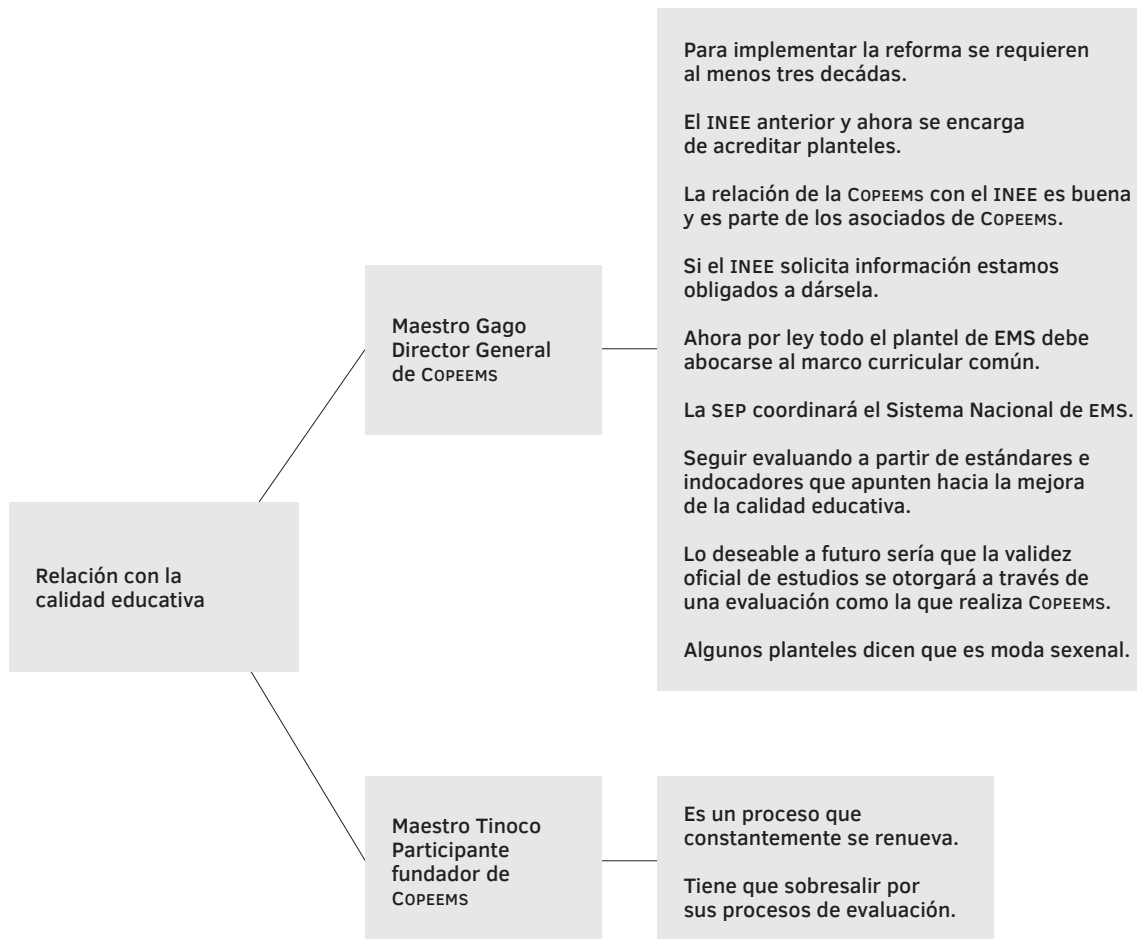 Relación con la
calidad educativa
Maestro Gago
Director General
de COPEEMS
Para implementar la reforma se requieren
al menos tres decádas.
El INEE anterior y ahora se encarga
de acreditar planteles.
La relación de la COPEEMS con el INEE es buena
y es parte de los asociados de COPEEMS.
Si el INEE solicita información estamos
obligados a dársela.
Ahora por ley todo el plantel de EMS debe
abocarse al marco curricular común.
La SEP coordinará el Sistema Nacional de EMS.
Seguir evaluando a partir de estándares e
indocadores que apunten hacia la mejora
de la calidad educativa.
Lo deseable a futuro sería que la validez
oficial de estudios se otorgará a través de
una evaluación como la que realiza COPEEMS.
Algunos planteles dicen que es moda sexenal.
Maestro Tinoco
Participante
fundador de
COPEEMS
Es un proceso que
constantemente se renueva.
Tiene que sobresalir por
sus procesos de evaluación.